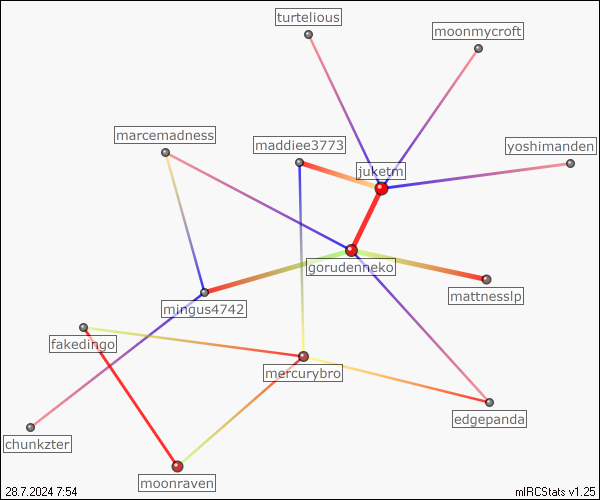 turtelious
moonmycroft
marcemadness
maddiee3773
yoshimanden
juketm
gorudenneko
mattnesslp
mingus4742
fakedingo
mercurybro
edgepanda
chunkzter
moonraven
28.7.2024 7:54
mIRCStats v1.25